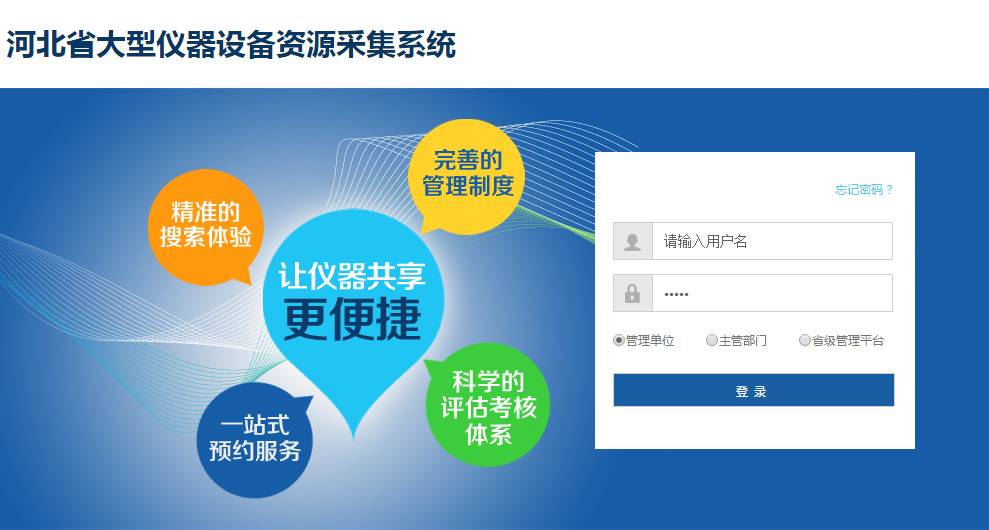 河北省大型仪器设备资源采集系统
完善的
管理制度
精准的
搜索体验
让仪器共享
更便捷
科学的
评估考核
体系
一站式
预约服务
忘记密码？
请输入用户名
•••••
管理单位 主管部门 省级管理平台
登 录